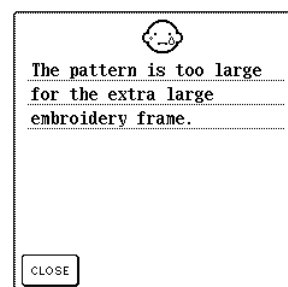 The pattern is too large
for the extra large
embroidery frame.
CLOSE